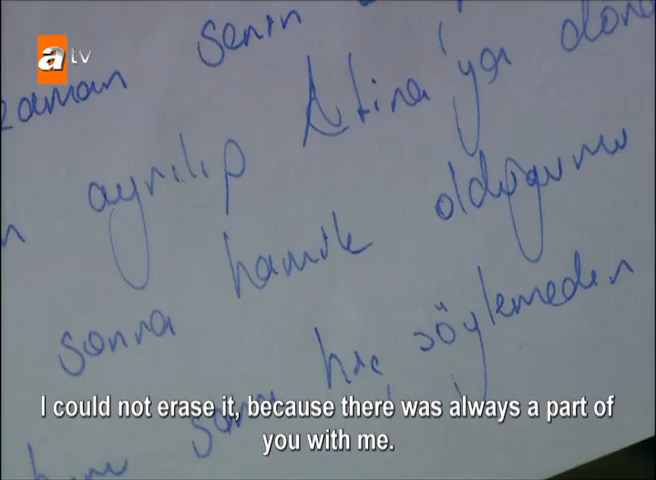 atv
zaman senin
ayrılıp Atina'ya dön
sonra hamile olduğumu
sana hiç söylemeden
I could not erase it, because there was always a part of
you with me.